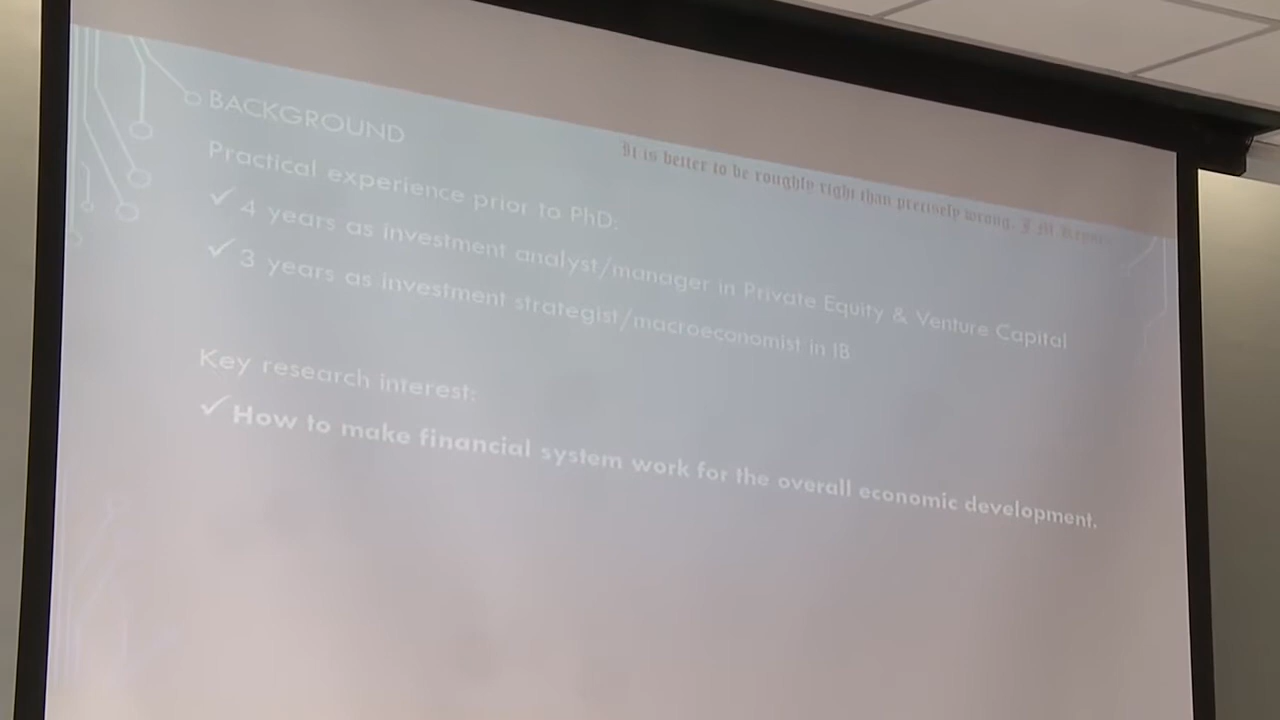 BACKGROUND
It is better to be roughly right than precisely wrong. J M
Practical experience prior to PhD:
✓ 4 years as investment analyst/manager in Private Equity & Venture Capital
✓ 3 years as investment strategist/macroeconomist in IB
Key research interest:
✓ How to make financial system work for the overall economic development.